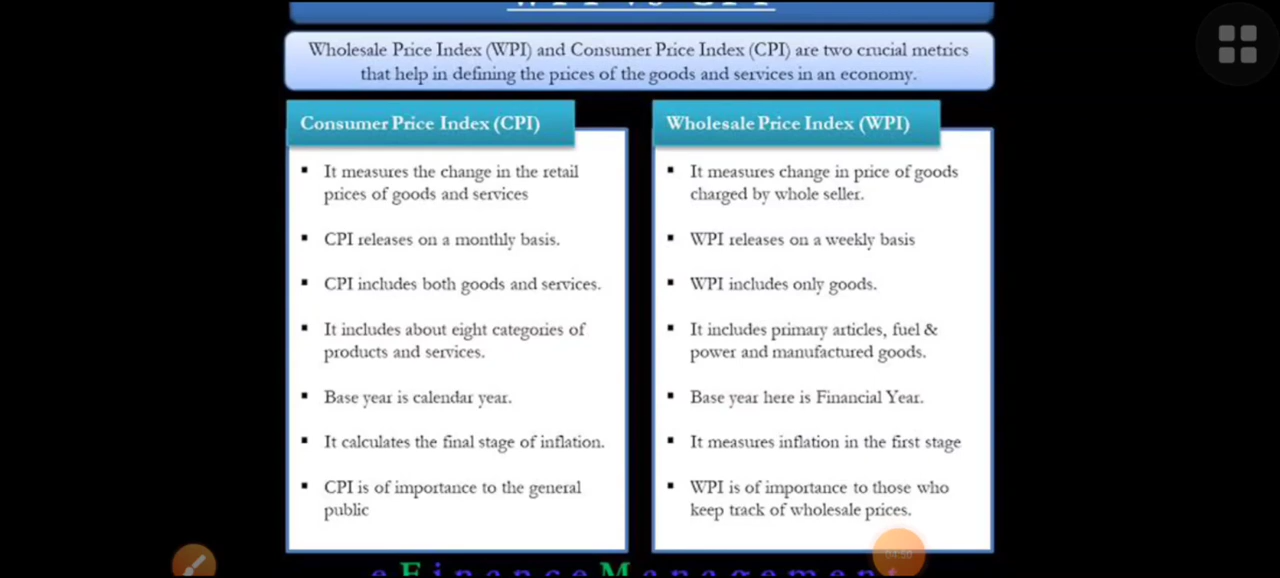 WPI vs CPI
Wholesale Price Index (WPI) and Consumer Price Index (CPI) are two crucial metrics
that help in defining the prices of the goods and services in an economy.
Consumer Price Index (CPI)
▪ It measures the change in the retail
prices of goods and services
▪ CPI releases on a monthly basis.
▪ CPI includes both goods and services.
▪ It includes about eight categories of
products and services.
▪ Base year is calendar year.
▪ It calculates the final stage of inflation.
▪ CPI is of importance to the general
public
Wholesale Price Index (WPI)
▪ It measures change in price of goods
charged by whole seller.
▪ WPI releases on a weekly basis
▪ WPI includes only goods.
▪ It includes primary articles, fuel &
power and manufactured goods.
▪ Base year here is Financial Year.
▪ It measures inflation in the first stage
▪ WPI is of importance to those who
keep track of wholesale prices.
04:50
eFinanceManagement